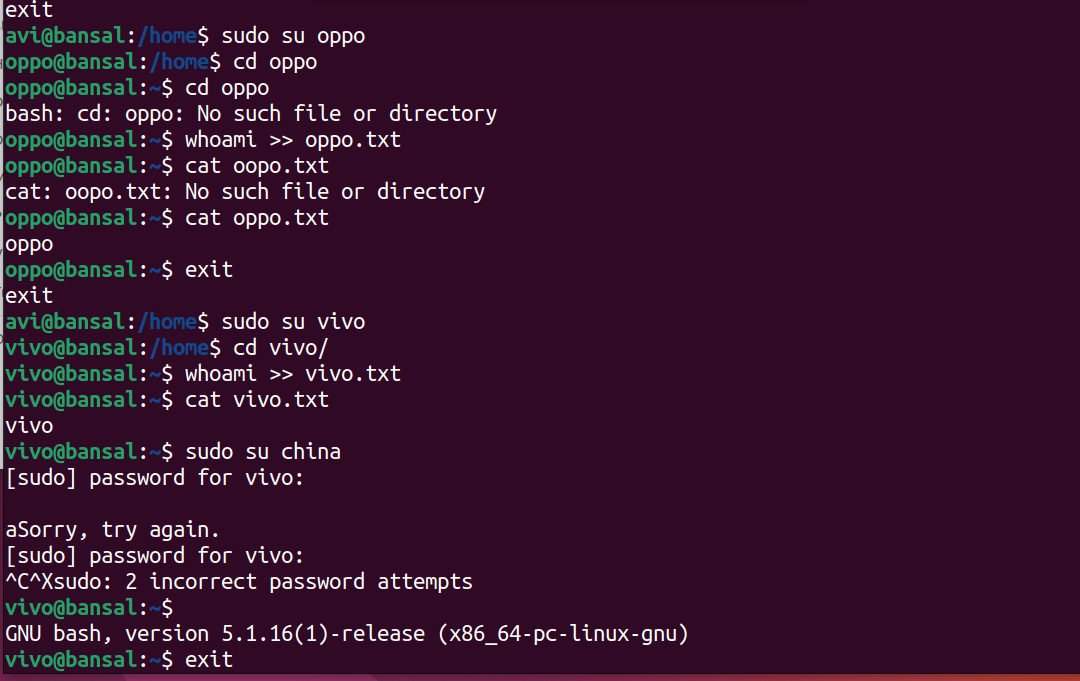 exit
avi@bansal:/home$ sudo su oppo
oppo@bansal:/home$ cd oppo
oppo@bansal:~$ cd oppo
bash: cd: oppo: No such file or directory
oppo@bansal:~$ whoami >> oppo.txt
oppo@bansal:~$ cat oopo.txt
cat: oopo.txt: No such file or directory
oppo@bansal:~$ cat oppo.txt
oppo
oppo@bansal:~$ exit
exit
avi@bansal:/home$ sudo su vivo
vivo@bansal:/home$ cd vivo/
vivo@bansal:~$ whoami >> vivo.txt
vivo@bansal:~$ cat vivo.txt
vivo
vivo@bansal:~$ sudo su china
[sudo] password for vivo:
aSorry, try again.
[sudo] password for vivo:
^C^Xsudo: 2 incorrect password attempts
vivo@bansal:~$
GNU bash, version 5.1.16(1)-release (x86_64-pc-linux-gnu)
vivo@bansal:~$ exit